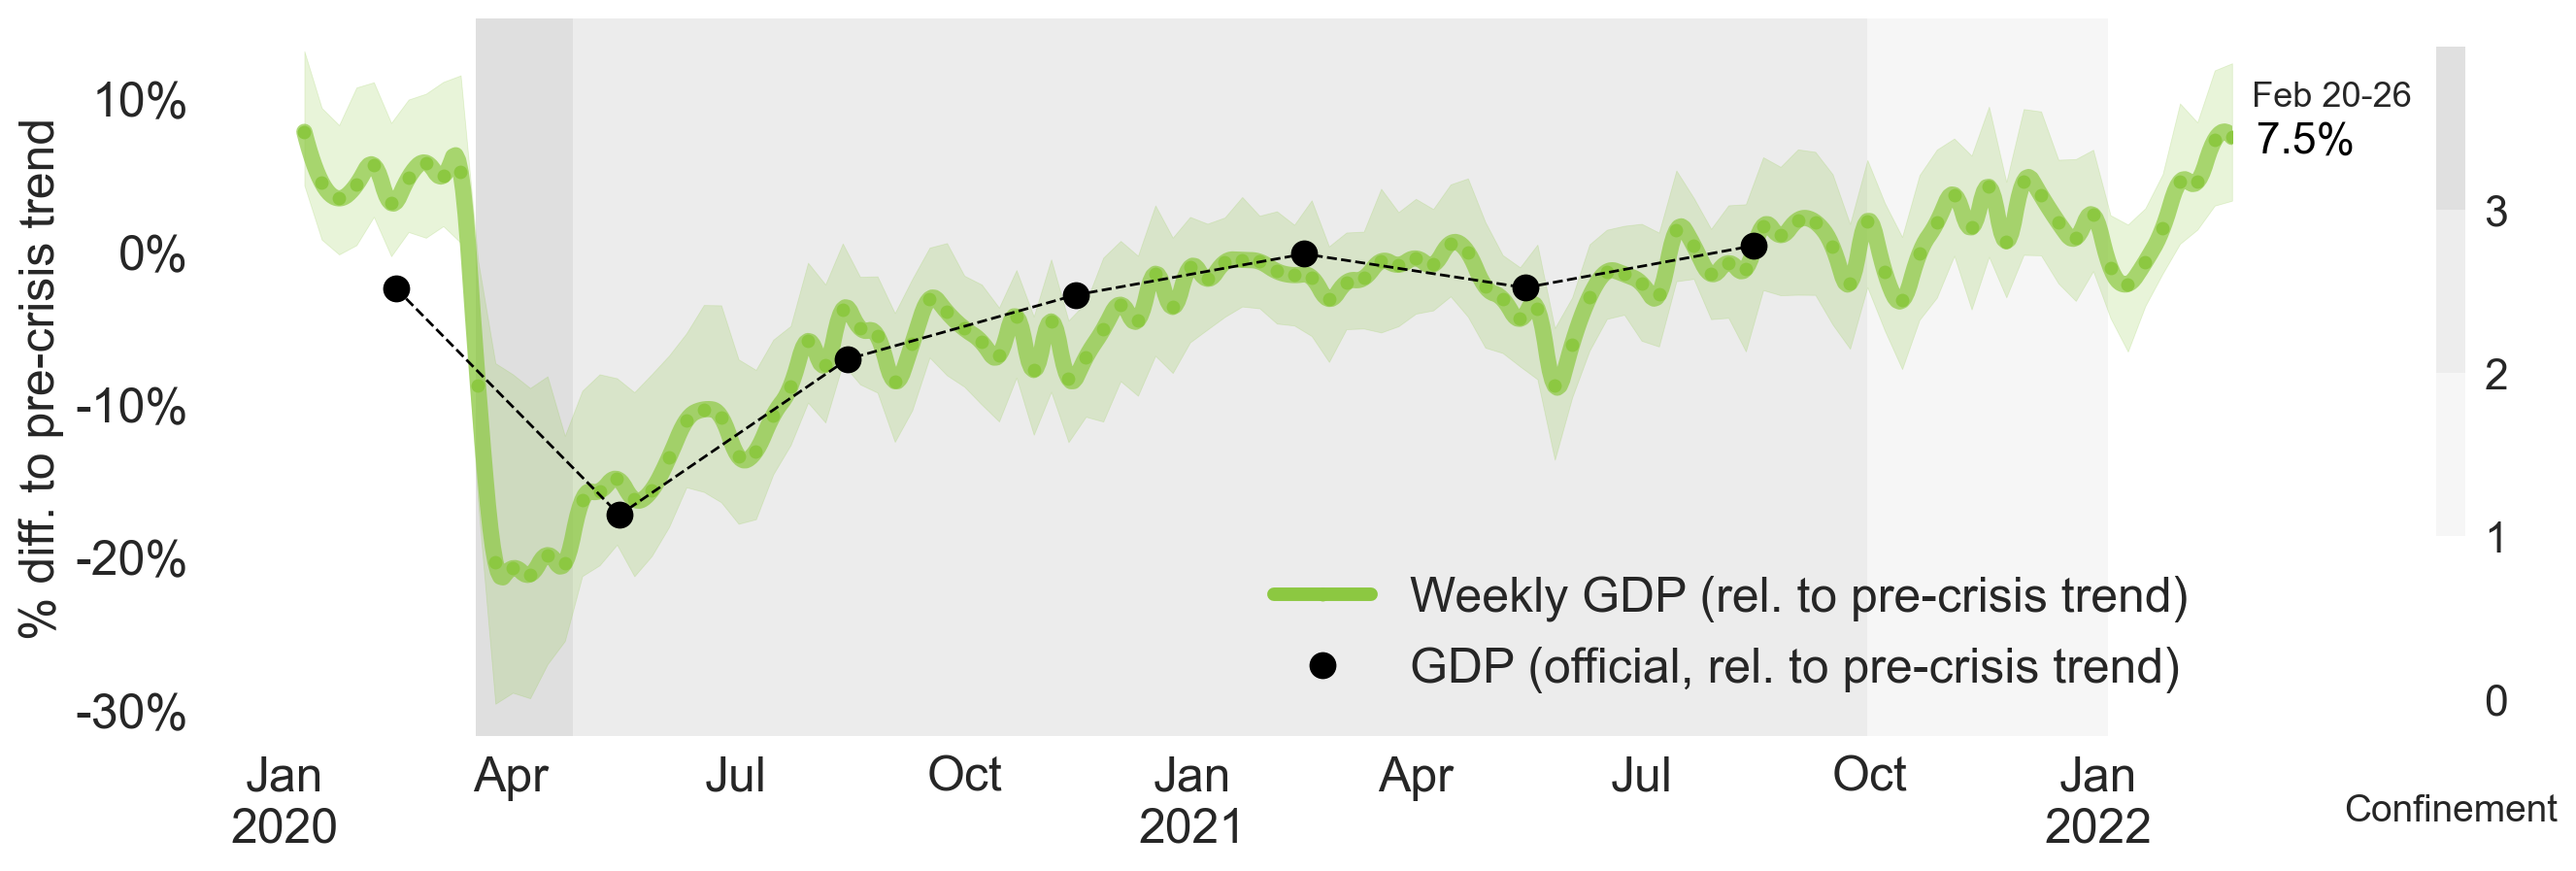 % diff. to pre-crisis trend
10%
0%
-10%
-20%
-30%
Jan
2020
Apr
Jul
Oct
Jan
2021
Apr
Jul
Oct
Jan
2022
Feb 20-26
7.5%
Weekly GDP (rel. to pre-crisis trend)
GDP (official, rel. to pre-crisis trend)
3
2
1
0
Confinement